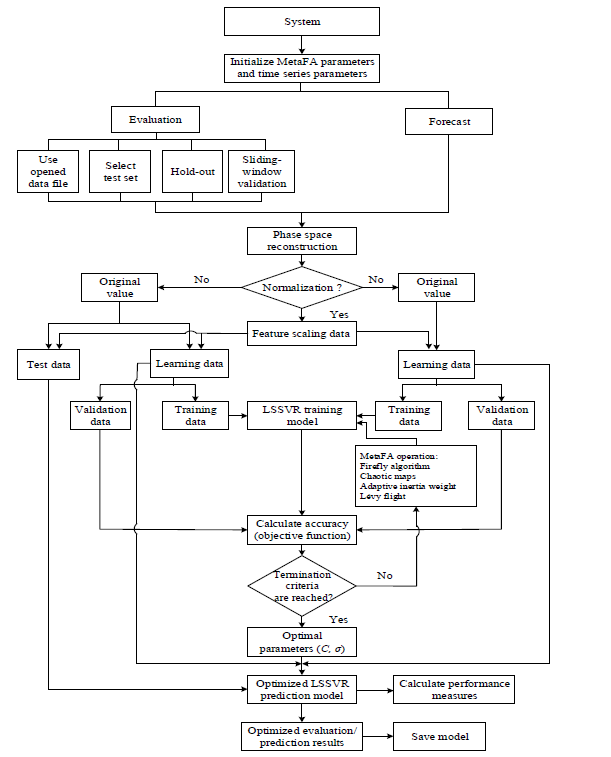 System
Initialize MetaFA parameters
and time series parameters
Evaluation
Forecast
Use
opened
data file
Select
test set
Hold-out
Sliding-
window
validation
Phase space
reconstruction
Original
value
No
Normalization ?
No
Original
value
Yes
Feature scaling data
Test data
Learning data
Learning data
Validation
data
Training
data
LSSVR training
model
Training
data
Validation
data
MetaFA operation:
Firefly algorithm
Chaotic maps
Adaptive inertia weight
Levy flight
Calculate accuracy
(objective function)
Termination
criteria
are reached?
No
Yes
Optimal
parameters (C, σ)
Optimized LSSVR
prediction model
Calculate performance
measures
Optimized evaluation/
prediction results
Save model